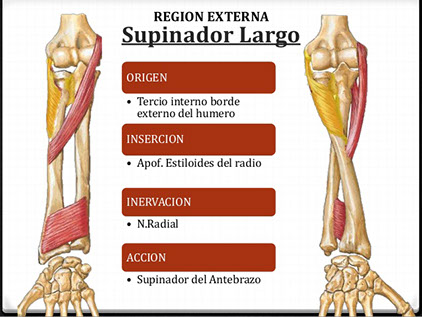 REGION EXTERNA
Supinador Largo
ORIGEN
• Tercio interno borde
externo del humero
INSERCION
• Apof. Estiloides del radio
INERVACION
• N.Radial
ACCION
• Supinador del Antebrazo